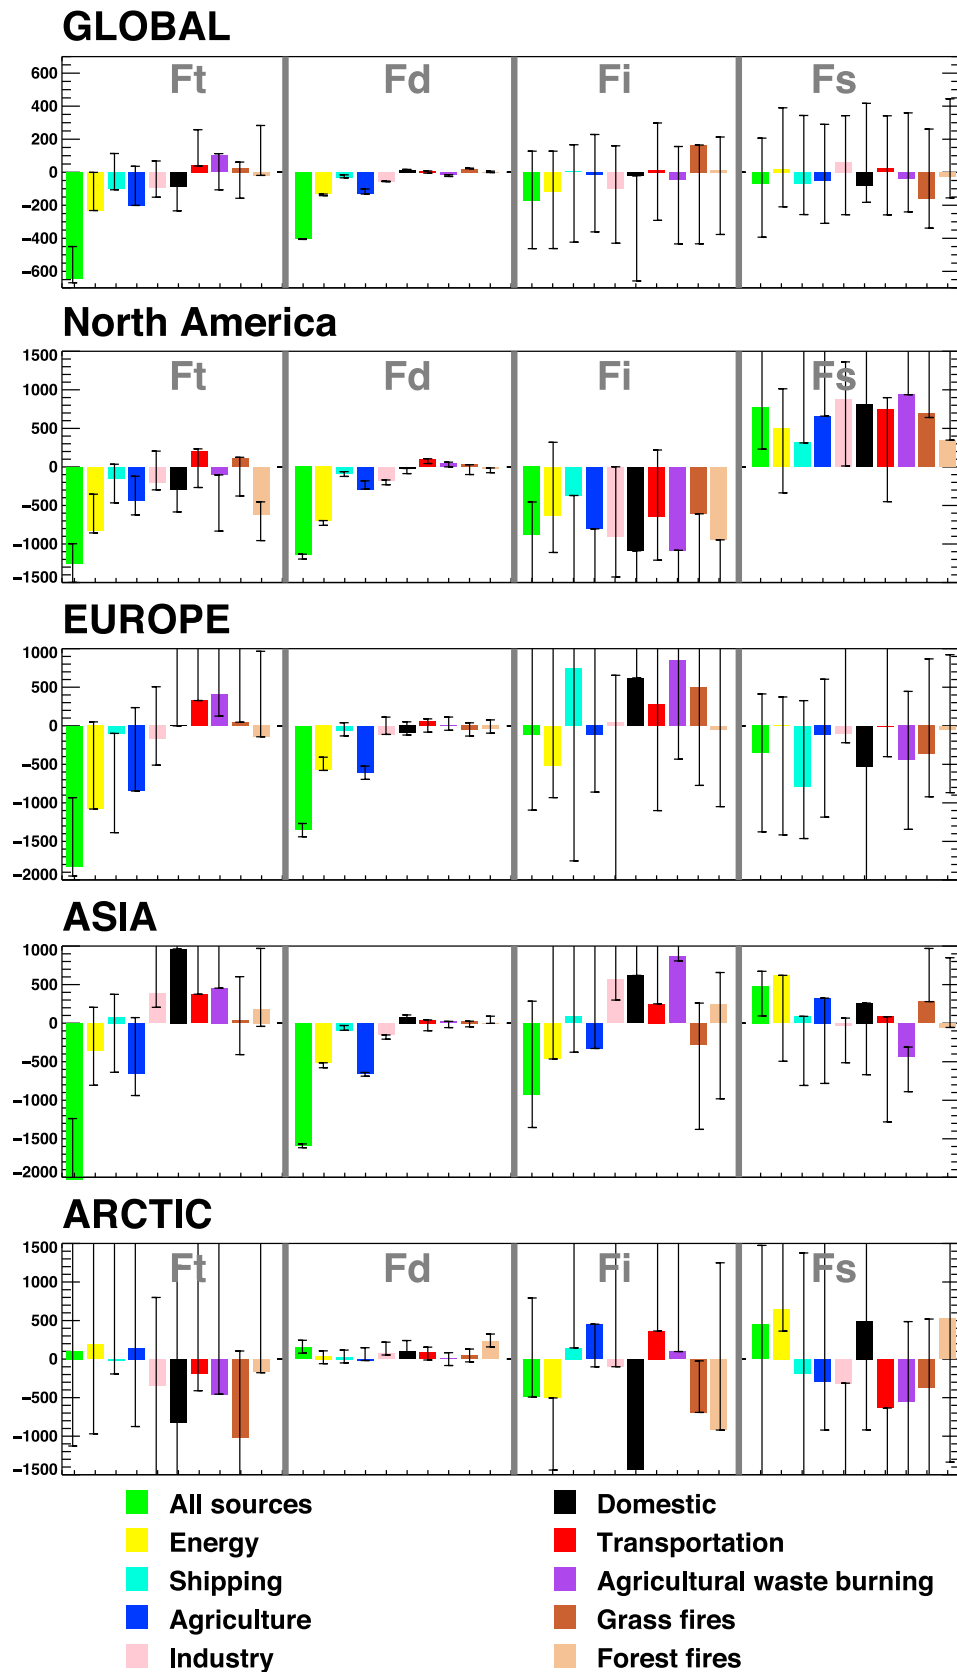 GLOBAL
Ft Fd Fi Fs
600
400
200
0
−200
−400
−600
North America
Ft Fd Fi Fs
1500
1000
500
0
−500
−1000
−1500
EUROPE
1000
500
0
−500
−1000
−1500
−2000
ASIA
1000
500
0
−500
−1000
−1500
−2000
ARCTIC
Ft Fd Fi Fs
1500
1000
500
0
−500
−1000
−1500
All sources
Energy
Shipping
Agriculture
Industry
Domestic
Transportation
Agricultural waste burning
Grass fires
Forest fires